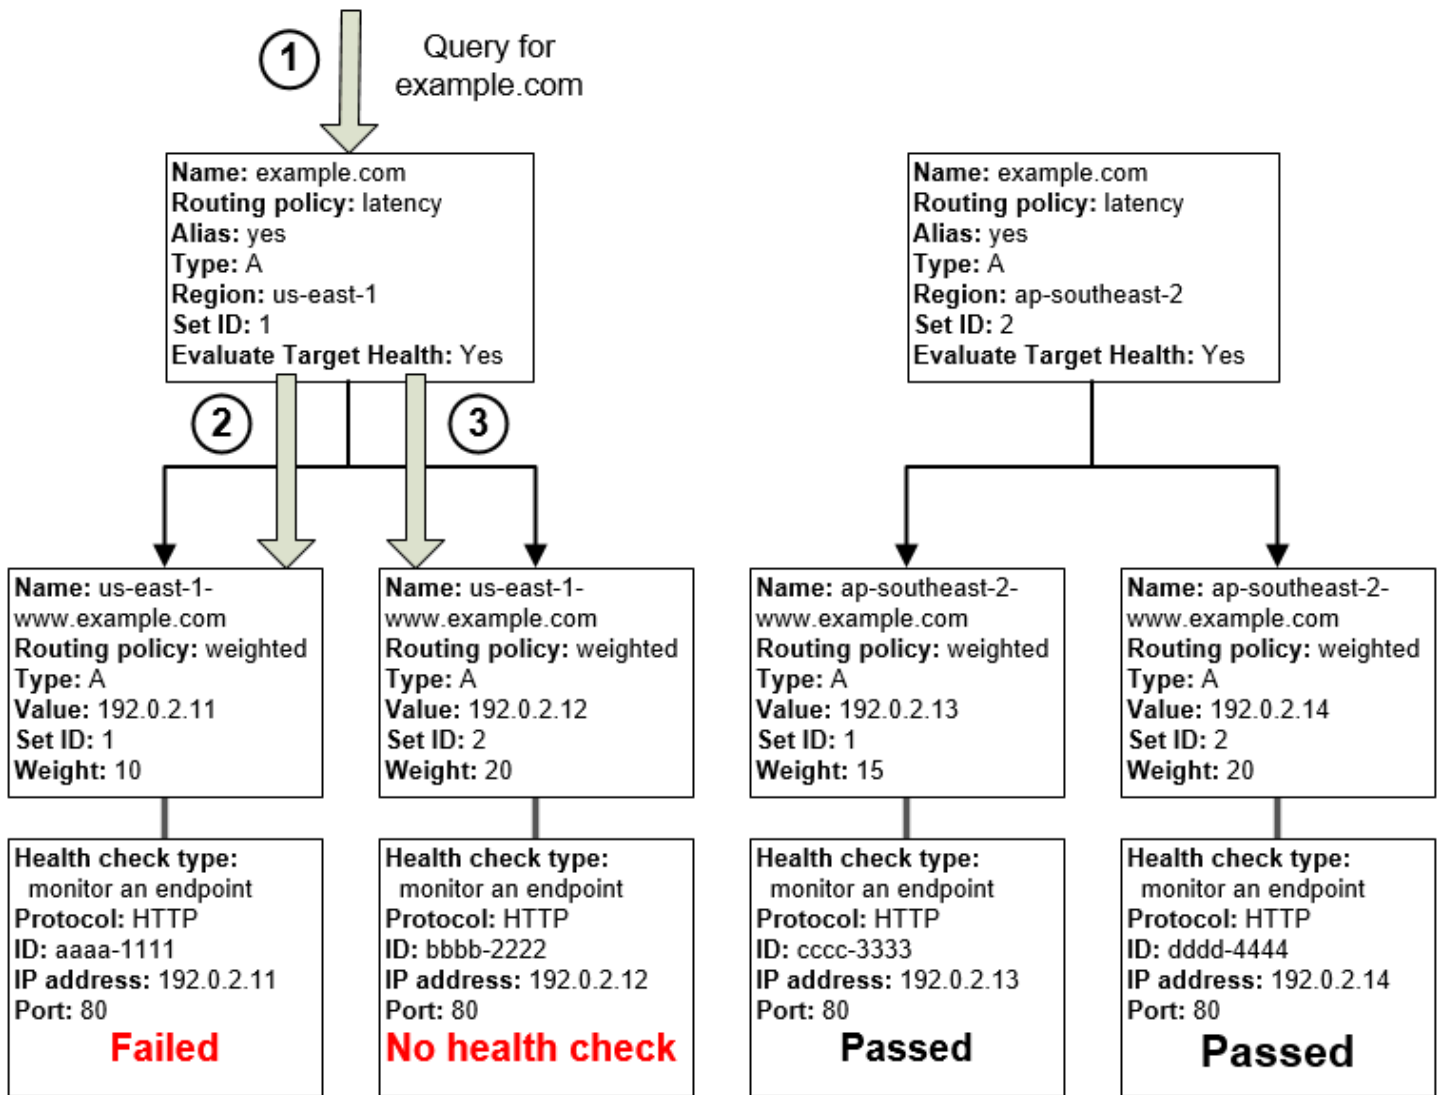 1
Query for
example.com
Name: example.com
Routing policy: latency
Alias: yes
Type: A
Region: us-east-1
Set ID: 1
Evaluate Target Health: Yes
Name: example.com
Routing policy: latency
Alias: yes
Type: A
Region: ap-southeast-2
Set ID: 2
Evaluate Target Health: Yes
2
3
Name: us-east-1-
www.example.com
Routing policy: weighted
Type: A
Value: 192.0.2.11
Set ID: 1
Weight: 10
Name: us-east-1-
www.example.com
Routing policy: weighted
Type: A
Value: 192.0.2.12
Set ID: 2
Weight: 20
Name: ap-southeast-2-
www.example.com
Routing policy: weighted
Type: A
Value: 192.0.2.13
Set ID: 1
Weight: 15
Name: ap-southeast-2-
www.example.com
Routing policy: weighted
Type: A
Value: 192.0.2.14
Set ID: 2
Weight: 20
Health check type:
monitor an endpoint
Protocol: HTTP
ID: aaaa-1111
IP address: 192.0.2.11
Port: 80
Failed
Health check type:
monitor an endpoint
Protocol: HTTP
ID: bbbb-2222
IP address: 192.0.2.12
Port: 80
No health check
Health check type:
monitor an endpoint
Protocol: HTTP
ID: cccc-3333
IP address: 192.0.2.13
Port: 80
Passed
Health check type:
monitor an endpoint
Protocol: HTTP
ID: dddd-4444
IP address: 192.0.2.14
Port: 80
Passed